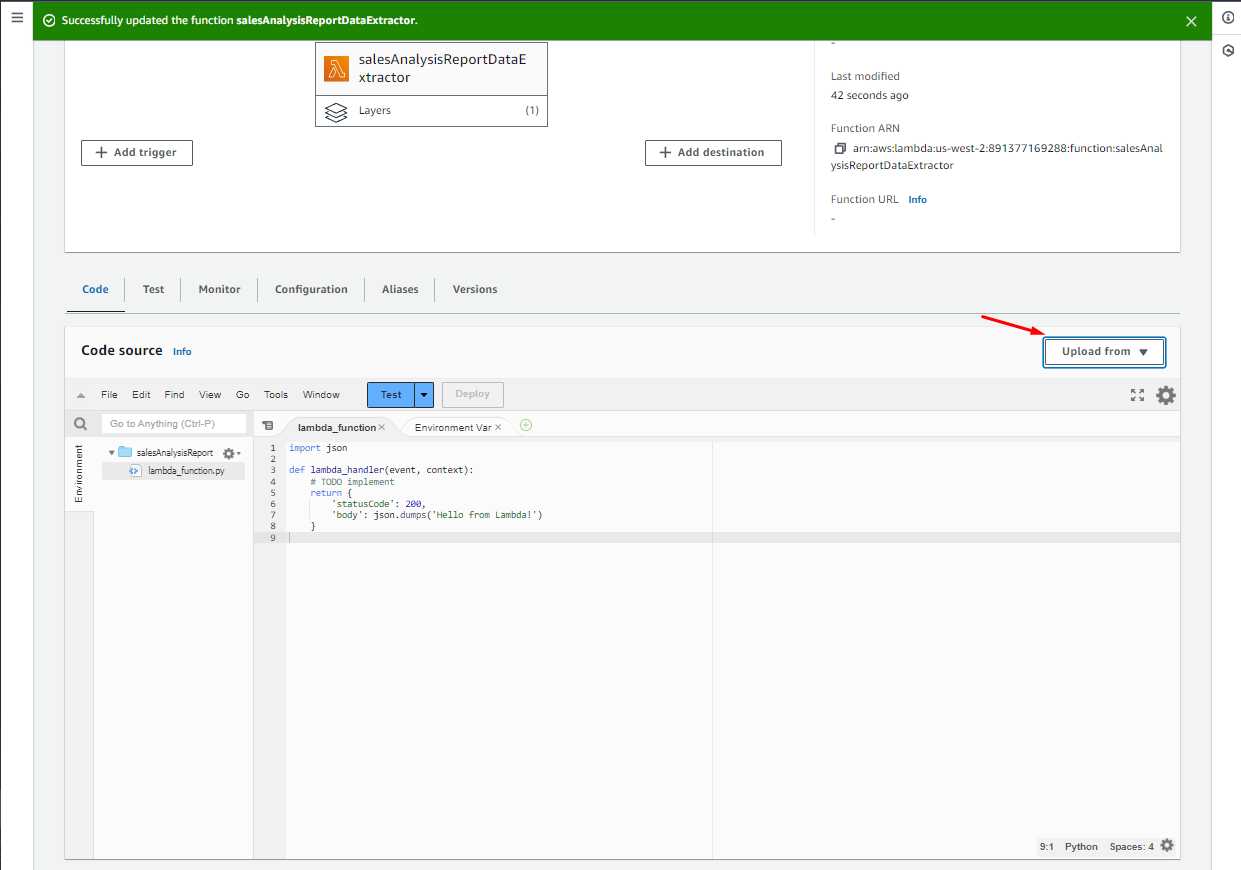 Successfully updated the function salesAnalysisReportDataExtractor.
salesAnalysisReportDataE
xtractor
Layers (1)
Add trigger
Add destination
-
Last modified
42 seconds ago
Function ARN
arn:aws:lambda:us-west-2:891377169288:function:salesAnal
ysisReportDataExtractor
Function URL Info
-
Code Test Monitor Configuration Aliases Versions
Code source Info
Upload from
File Edit Find View Go Tools Window Test Deploy
Go to Anything (Ctrl-P)
lambda_function Environment Var
Environment
salesAnalysisReport
lambda_function.py
1 import json
2
3 def lambda_handler(event, context):
4 # TODO implement
5 return {
6 'statusCode': 200,
7 'body': json.dumps('Hello from Lambda!')
8 }
9
9:1 Python Spaces: 4